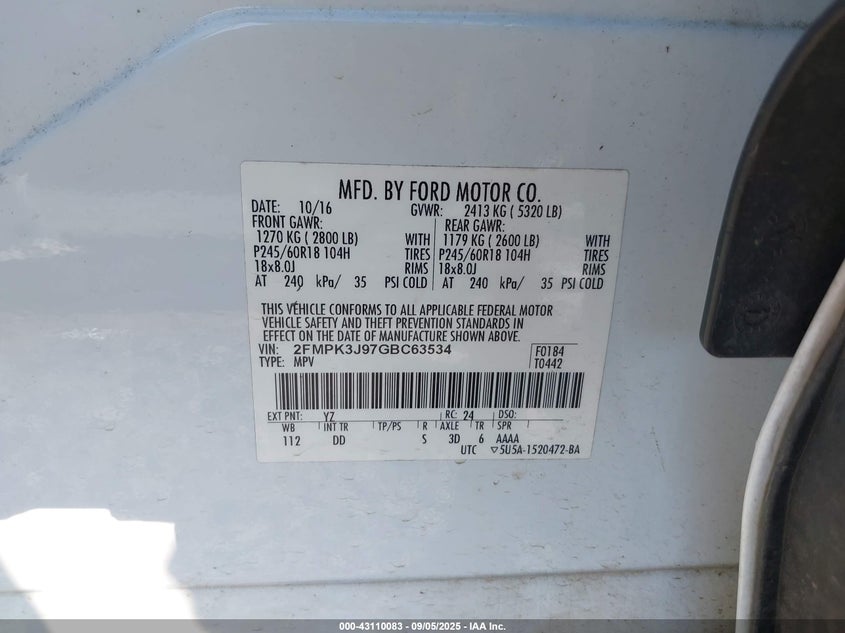 MFD. BY FORD MOTOR CO.
DATE: 10/16 GVWR: 2413 KG ( 5320 LB)
FRONT GAWR: REAR GAWR:
1270 KG ( 2800 LB) WITH 1179 KG ( 2600 LB) WITH
P245/60R18 104H TIRES P245/60R18 104H TIRES
18x8.0J RIMS 18x8.0J RIMS
AT 240 kPa/ 35 PSI COLD AT 240 kPa/ 35 PSI COLD
THIS VEHICLE CONFORMS TO ALL APPLICABLE FEDERAL MOTOR
VEHICLE SAFETY AND THEFT PREVENTION STANDARDS IN
EFFECT ON THE DATE OF MANUFACTURE SHOWN ABOVE.
VIN: 2FMPK3J97GBC63534 F0184
TYPE: MPV T0442
EXT PNT: YZ RC: 24 DSO:
WB INT TR TP/PS R AXLE TR SPR
112 DD S 3D 6 AAAA
UTC ▽5U5A-1520472-BA
000-43110083 - 09/05/2025 - IAA Inc.